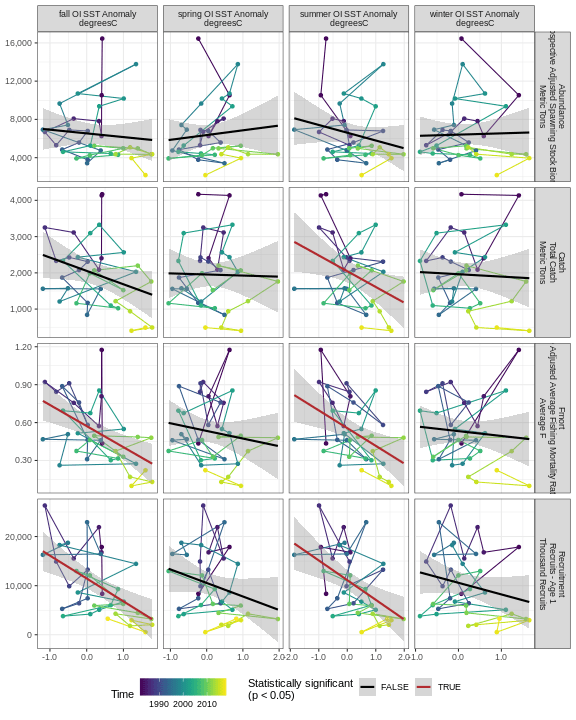 fall OI SST Anomaly
degreesC
spring OI SST Anomaly
degreesC
summer OI SST Anomaly
degreesC
winter OI SST Anomaly
degreesC
16,000
12,000
8,000
4,000
Abundance
Adjusted Spawning Stock
Metric Tons
4,000
3,000
2,000
1,000
Catch
Total Catch
Metric Tons
1.20
0.90
0.60
0.30
Fmort
Adjusted Average Fishing Mortality
Average F
20,000
10,000
0
Recruitment
Recruits - Age 1
Thousand Recruits
-1.0 0.0 1.0
-1.0 0.0 1.0 2.0
-1.0 0.0 1.0 2.0
-1.0 0.0 1.0
Time
1990 2000 2010
Statistically significant
(p < 0.05)
FALSE
TRUE